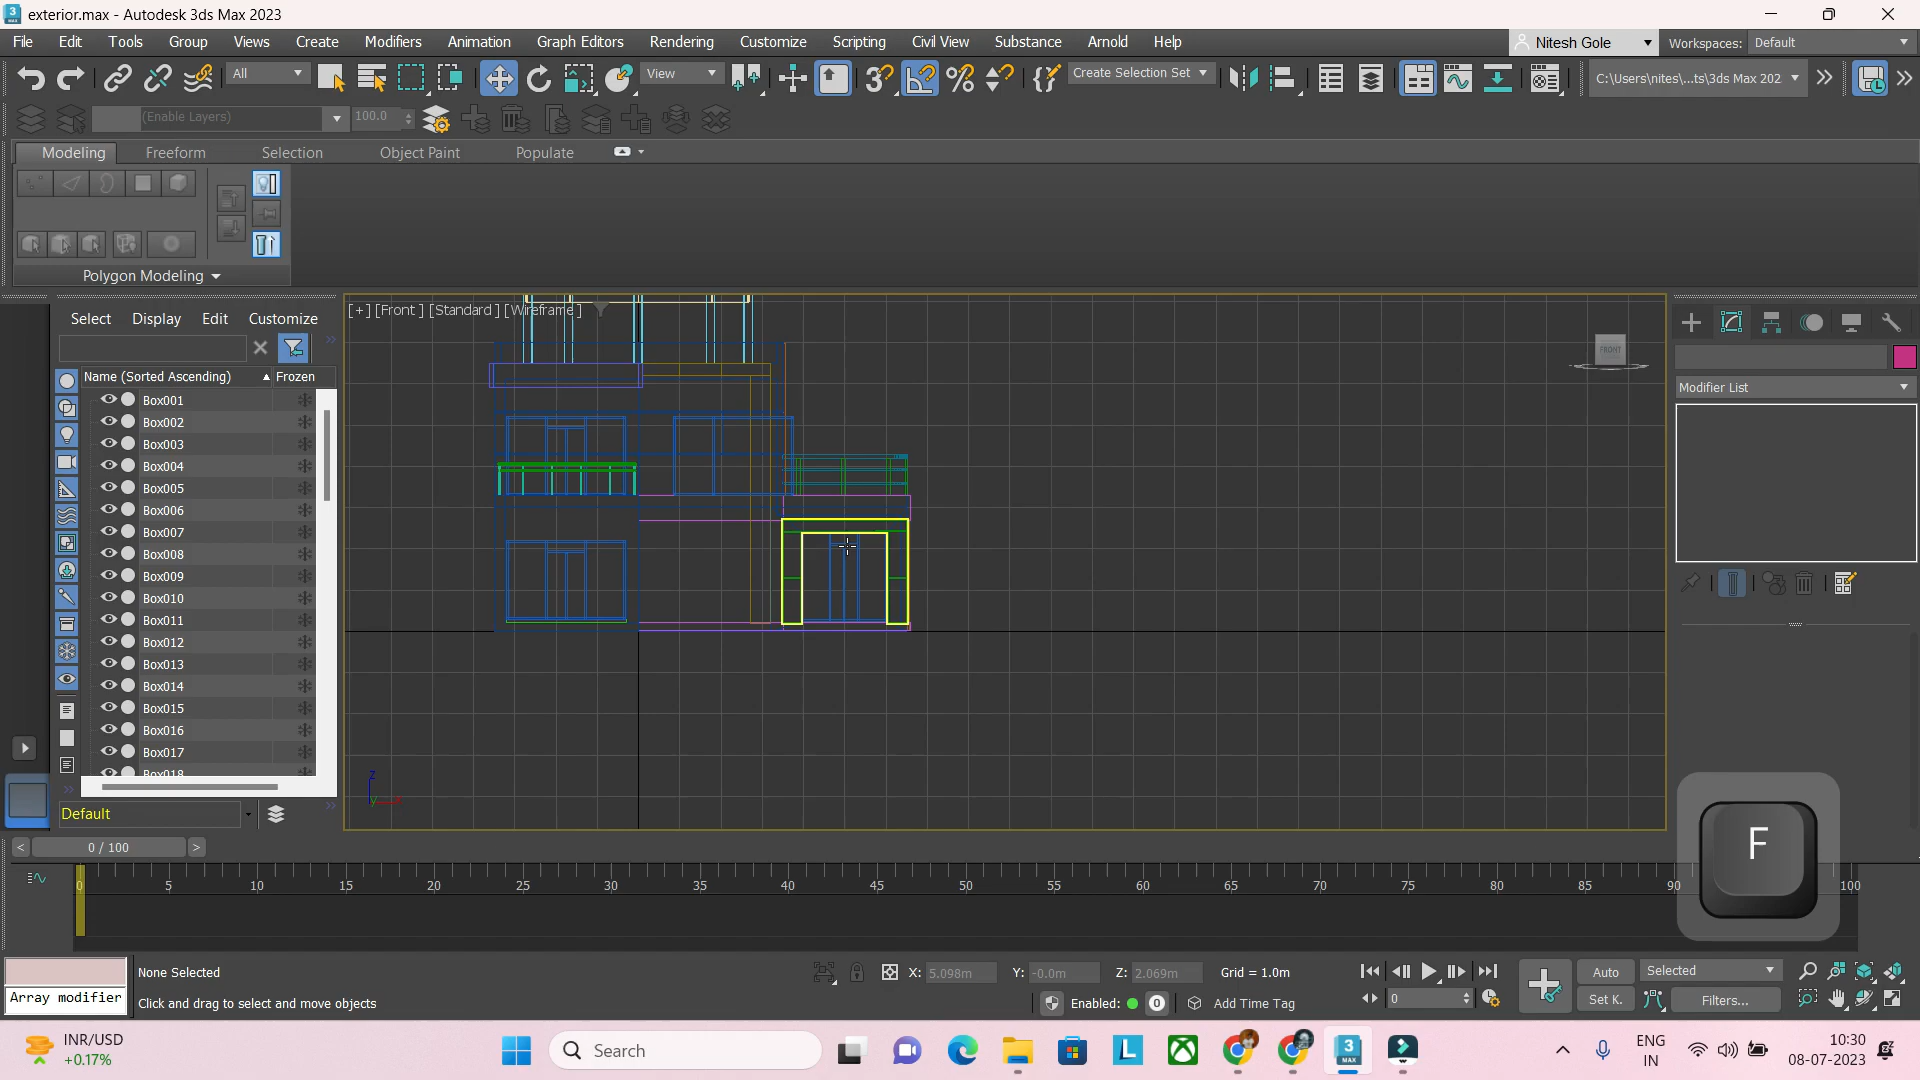 exterior.max - Autodesk 3ds Max 2023
File Edit Tools Group Views Create Modifiers Animation Graph Editors Rendering Customize Scripting Civil View Substance Arnold Help
Nitesh Gole
Workspaces: Default
All
View
Create Selection Set
C:\Users\nites\...ts\3ds Max 202
(Enable Layers)
100.0
Modeling Freeform Selection Object Paint Populate
Polygon Modeling
Select Display Edit Customize
[+] [Front ] [Standard ] [Wireframe ]
FRONT
Name (Sorted Ascending) Frozen
Modifier List
Box001
Box002
Box003
Box004
Box005
Box006
Box007
Box008
Box009
Box010
Box011
Box012
Box013
Box014
Box015
Box016
Box017
Box018
z
Default
F
< 0 / 100 >
0 5 10 15 20 25 30 35 40 45 50 55 60 65 70 75 80 85 90 100
None Selected
X: 5.098m Y: -0.0m Z: 2.069m Grid = 1.0m
Auto Selected
Array modifier
Click and drag to select and move objects
Enabled: 0 Add Time Tag
0
Set K. Filters...
INR/USD
+0.17%
Search
ENG
IN
10:30
08-07-2023